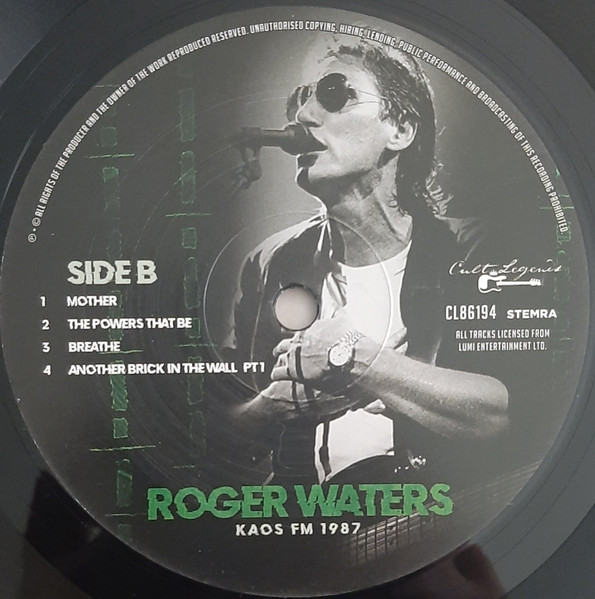 ℗ • © ALL RIGHTS OF THE PRODUCER AND THE OWNER OF THE WORK REPRODUCED RESERVED. UNAUTHORISED COPYING, HIRING, LENDING, PUBLIC PERFORMANCE AND BROADCASTING OF THIS RECORDING PROHIBITED.
SIDE B
1 MOTHER
2 THE POWERS THAT BE
3 BREATHE
4 ANOTHER BRICK IN THE WALL PT 1
Cult Legends
CL86194 STEMRA
ALL TRACKS LICENSED FROM
LUMI ENTERTAINMENT LTD.
ROGER WATERS
KAOS FM 1987